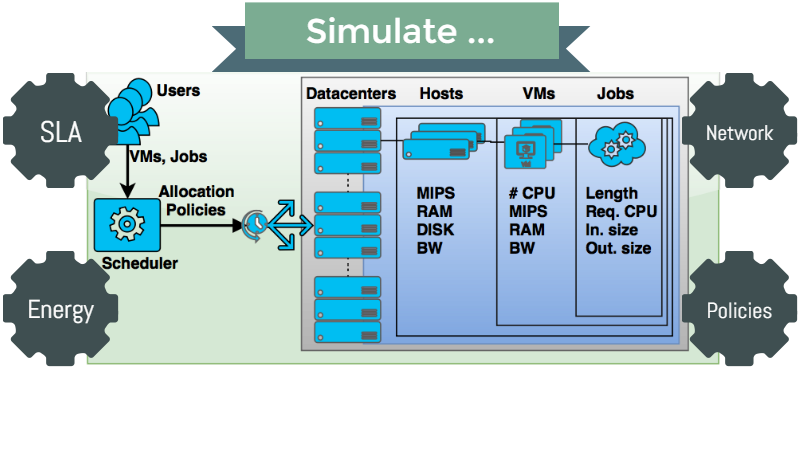 Simulate ...
SLA
Users
VMs, Jobs
Allocation
Policies
Scheduler
Energy
Datacenters
Hosts
VMs
Jobs
MIPS
RAM
DISK
BW
# CPU
MIPS
RAM
BW
Length
Req. CPU
In. size
Out. size
Network
Policies